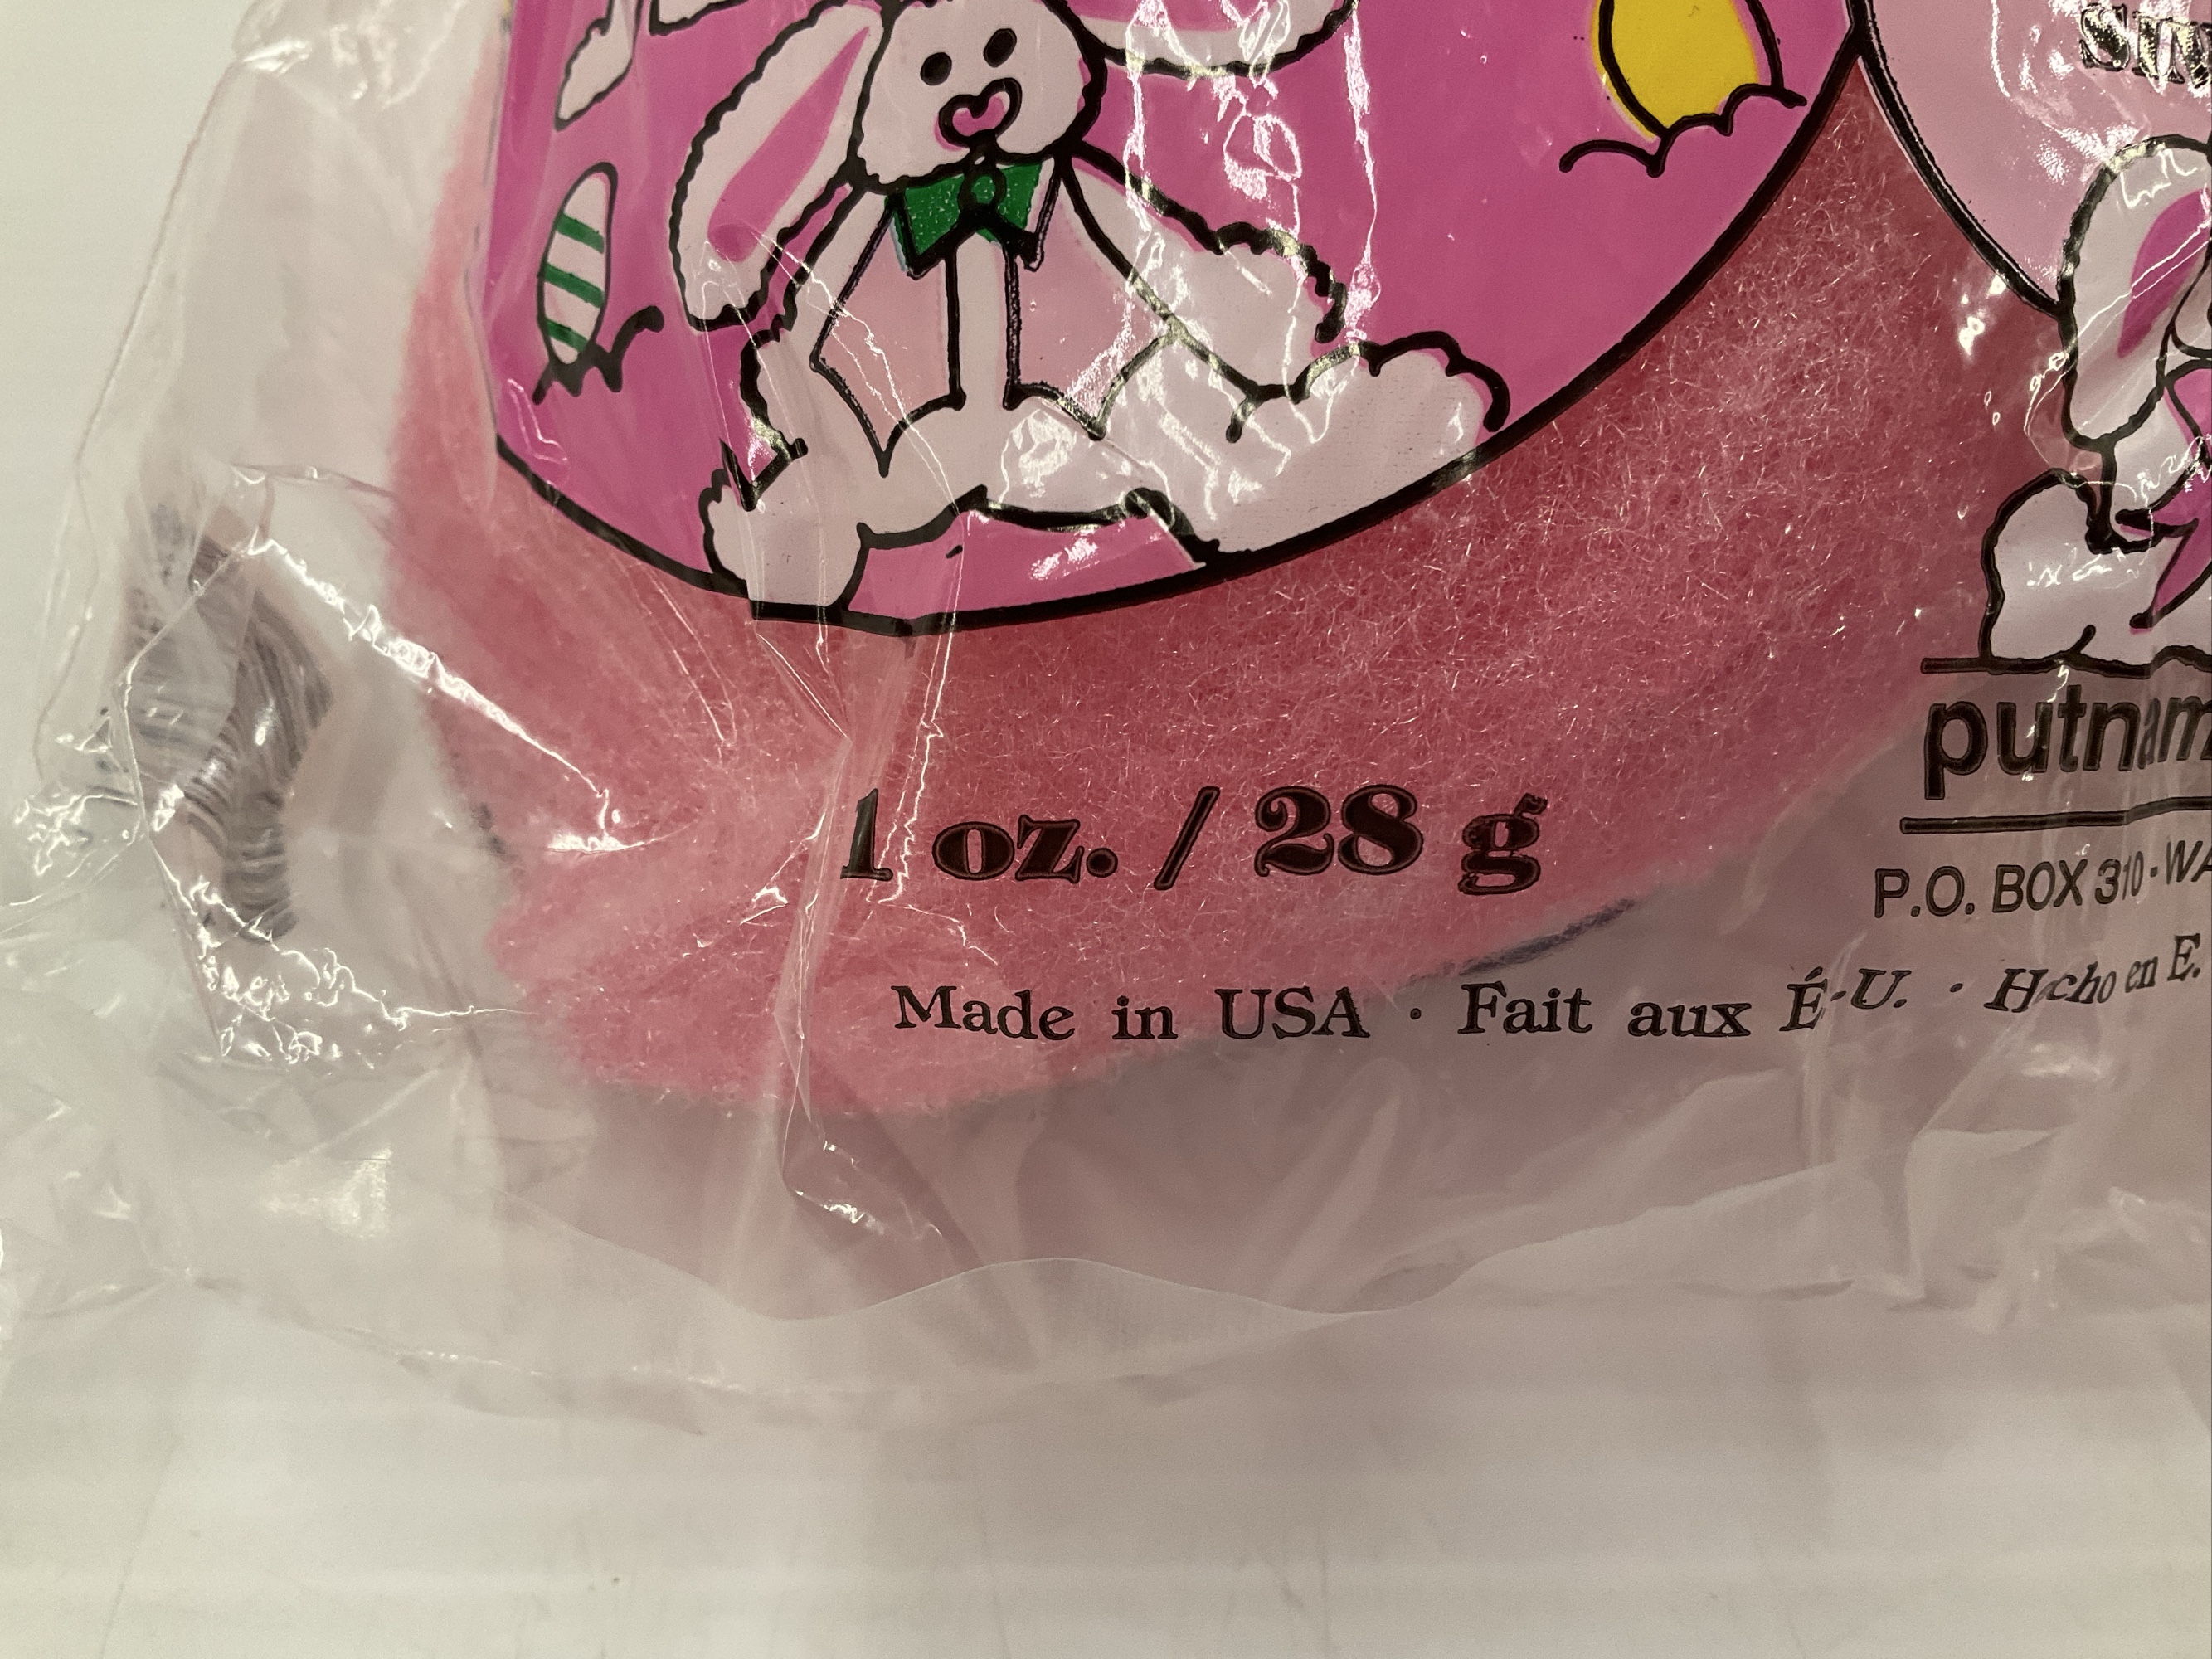 1 oz. / 28 g
Made in USA · Fait aux É-U. · Hecho en E.
putnam
P.O. BOX 310 ·